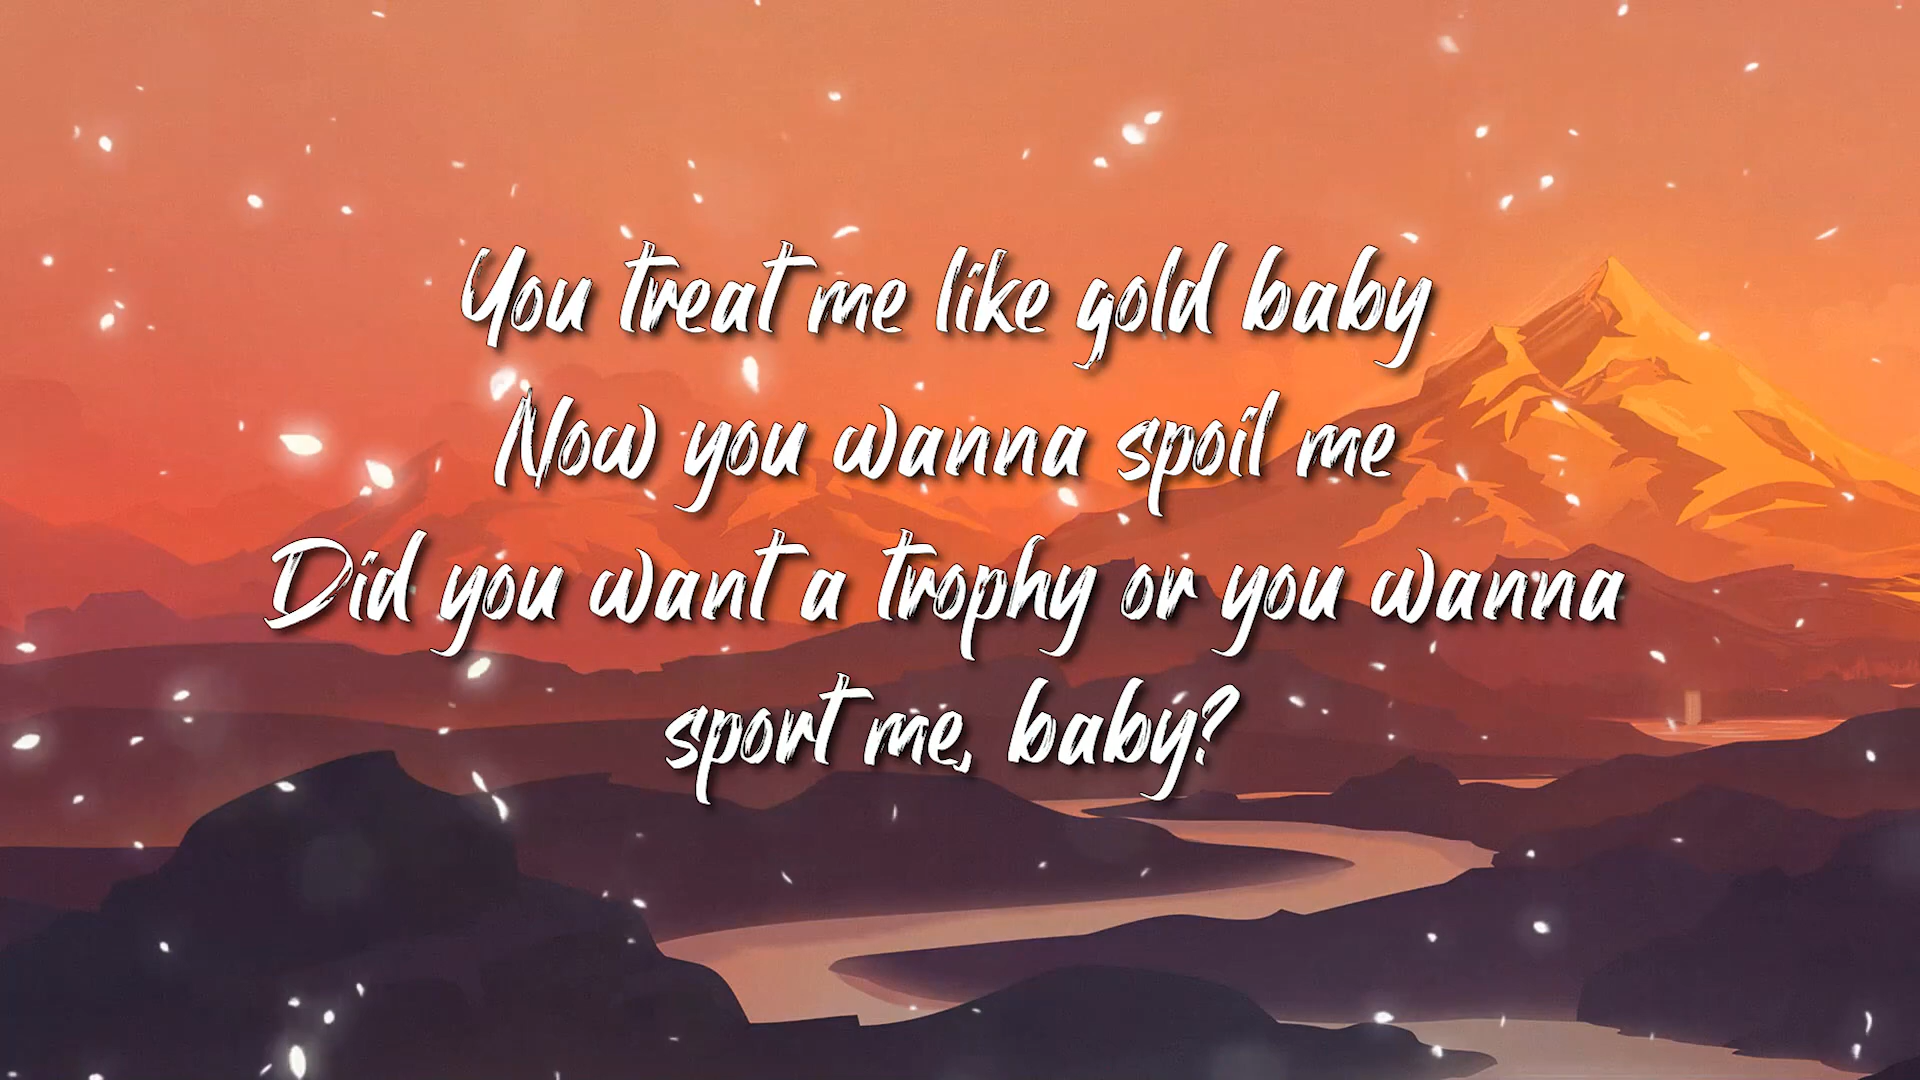 You treat me like gold baby
Now you wanna spoil me
Did you want a trophy or you wanna
sport me, baby?